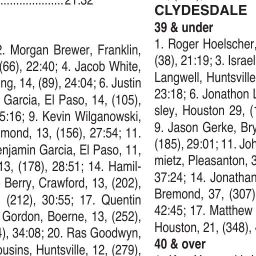 .....................21:52
2. Morgan Brewer, Franklin,
(66), 22:40; 4. Jacob White,
ng, 14, (89), 24:04; 6. Justin
Garcia, El Paso, 14, (105),
5:16; 9. Kevin Wilganowski,
mond, 13, (156), 27:54; 11.
enjamin Garcia, El Paso, 11,
13, (178), 28:51; 14. Hamil-
Berry, Crawford, 13, (202),
(212), 30:55; 17. Quentin
Gordon, Boerne, 13, (252),
), 34:08; 20. Ras Goodwyn,
ousins, Huntsville, 12, (279),
CLYDESDALE
39 & under
1. Roger Hoelscher,
(38), 21:19; 3. Israel
Langwell, Huntsville
23:18; 6. Jonathon L
sley, Houston 29, (1
9. Jason Gerke, Bry
(185), 29:01; 11. Joh
mietz, Pleasanton, 3
37:24; 14. Jonathan
Bremond, 37, (307)
42:45; 17. Matthew
Houston, 21, (348),
40 & over